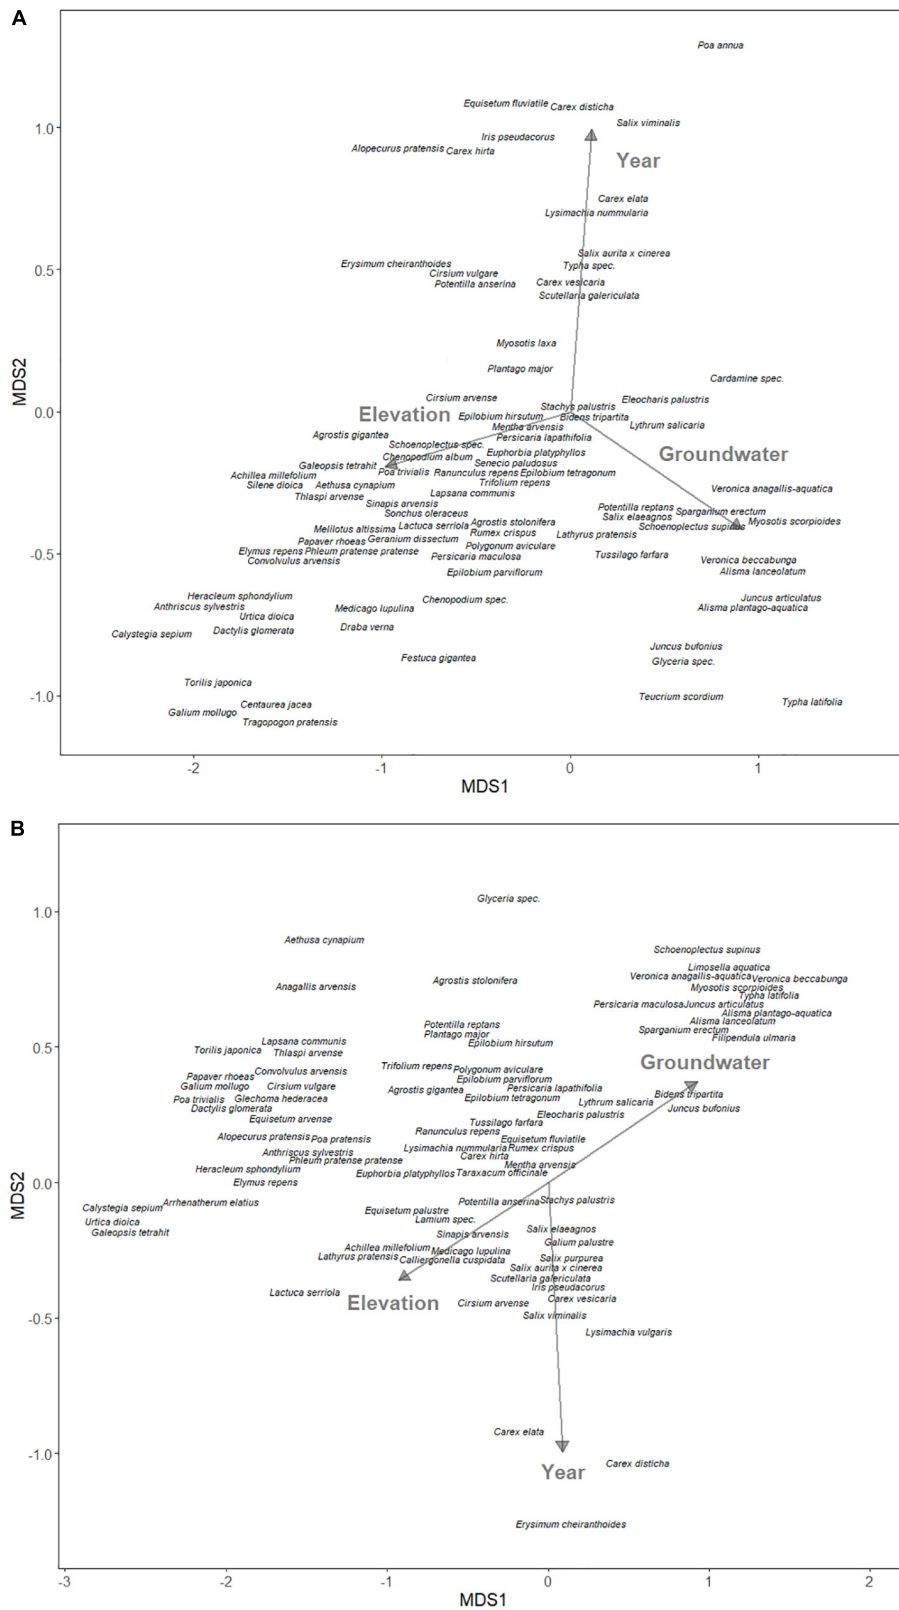 A
Poa annua
Equisetum fluviatile Carex disticha
Salix viminalis
1.0
Iris pseudacorus
Alopecurus pratensis Carex hirta
Year
Carex elata
Lysimachia nummularia
Salix aurita x cinerea
Erysimum cheiranthoides Typha spec.
0.5
Cirsium vulgare
Potentilla anserina Carex vesicaria
Scutellaria galericulata
Myosotis laxa
MDS2
Plantago major
Cardamine spec.
Cirsium arvense Eleocharis palustris
Stachys palustris
0.0
Elevation Epilobium hirsutum Bidens tripartita
Mentha arvensis Lythrum salicaria
Agrostis gigantea Persicaria lapathifolia
Schoenoplectus spec.
Groundwater
Chenopodium album Euphorbia platyphyllos
Galeopsis tetrahit Senecio paludosus
Achillea millefolium Poa trivialis Ranunculus repens Epilobium tetragonum
Silene dioica Aethusa cynapium Trifolium repens
Thlaspi arvense Lapsana communis Veronica anagallis-aquatica
Sinapis arvensis Potentilla reptans
Sonchus oleraceus Salix elaeagnos Sparganium erectum
Melilotus altissima Lactuca serriola Agrostis stolonifera Schoenoplectus supinus Myosotis scorpioides
Papaver rhoeas Geranium dissectum Rumex crispus Lathyrus pratensis
-0.5
Elymus repens Phleum pratense pratense Polygonum aviculare
Convolvulus arvensis Persicaria maculosa Tussilago farfara Veronica beccabunga
Epilobium parviflorum Alisma lanceolatum
Heracleum sphondylium Chenopodium spec. Juncus articulatus
Anthriscus sylvestris Medicago lupulina Alisma plantago-aquatica
Urtica dioica
Calystegia sepium Dactylis glomerata Draba verna
Juncus bufonius
Festuca gigantea Glyceria spec.
Torilis japonica
-1.0
Teucrium scordium
Centaurea jacea Typha latifolia
Galium mollugo
Tragopogon pratensis
-2 -1 0 1
MDS1
B
Glyceria spec.
1.0
Aethusa cynapium
Schoenoplectus supinus
Limosella aquatica
Anagallis arvensis Agrostis stolonifera Veronica anagallis-aquatica Veronica beccabunga
Myosotis scorpioides
Typha latifolia
Persicaria maculosa Juncus articulatus
Alisma plantago-aquatica
Potentilla reptans Alisma lanceolatum
Plantago major Sparganium erectum
Lapsana communis Epilobium hirsutum Filipendula ulmaria
0.5
Torilis japonica Thlaspi arvense
Groundwater
Convolvulus arvensis Trifolium repens Polygonum aviculare
Papaver rhoeas Epilobium parviflorum
Galium mollugo Cirsium vulgare Agrostis gigantea Persicaria lapathifolia
Poa trivialis Glechoma hederacea Epilobium tetragonum Lythrum salicaria Bidens tripartita
Dactylis glomerata Juncus bufonius
Equisetum arvense Tussilago farfara Eleocharis palustris
Alopecurus pratensis Poa pratensis Ranunculus repens Equisetum fluviatile
Anthriscus sylvestris Lysimachia nummularia Rumex crispus
Phleum pratense pratense Carex hirta
Heracleum sphondylium Mentha arvensis
Euphorbia platyphyllos Taraxacum officinale
0.0
Elymus repens
MDS2
Arrhenatherum elatius Potentilla anserina Stachys palustris
Calystegia sepium Equisetum palustre
Urtica dioica Lamium spec.
Galeopsis tetrahit Sinapis arvensis Salix elaeagnos
Achillea millefolium Galium palustre
Lathyrus pratensis Medicago lupulina
Calliergonella cuspidata Salix purpurea
Salix aurita x cinerea
Scutellaria galericulata
Lactuca serriola Iris pseudacorus
Elevation Cirsium arvense Carex vesicaria
-0.5
Salix viminalis
Lysimachia vulgaris
Carex elata
-1.0
Carex disticha
Year
Erysimum cheiranthoides
-3 -2 -1 0 1 2
MDS1